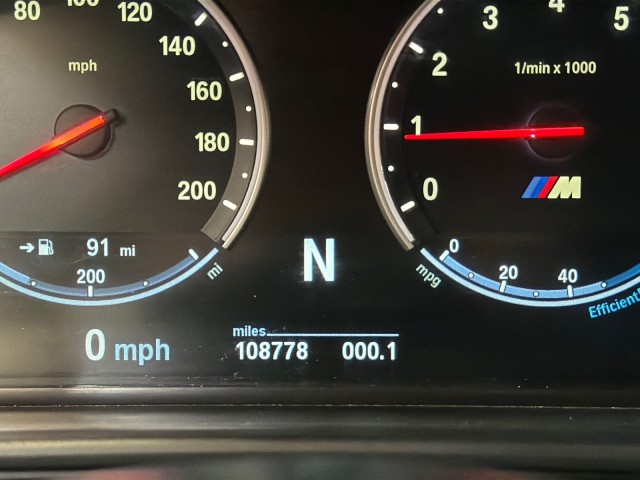 80 100 120
140
mph
160
180
200
➔ 91 mi
200
mi
0 mph
N
miles
108778 000.1
3 4 5
2
1/min x 1000
1
0
M
mpg
0
20
40
Efficient